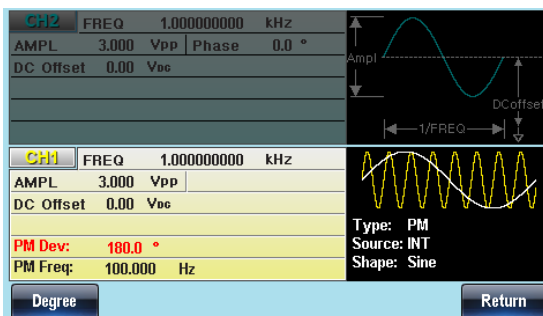 CH2 FREQ 1.000000000 kHz
AMPL 3.000 Vpp Phase 0.0 °
DC Offset 0.00 VDC
Ampl
DCoffset
1/FREQ
CH1 FREQ 1.000000000 kHz
AMPL 3.000 Vpp
DC Offset 0.00 VDC
PM Dev: 180.0 °
PM Freq: 100.000 Hz
Type: PM
Source: INT
Shape: Sine
Degree Return